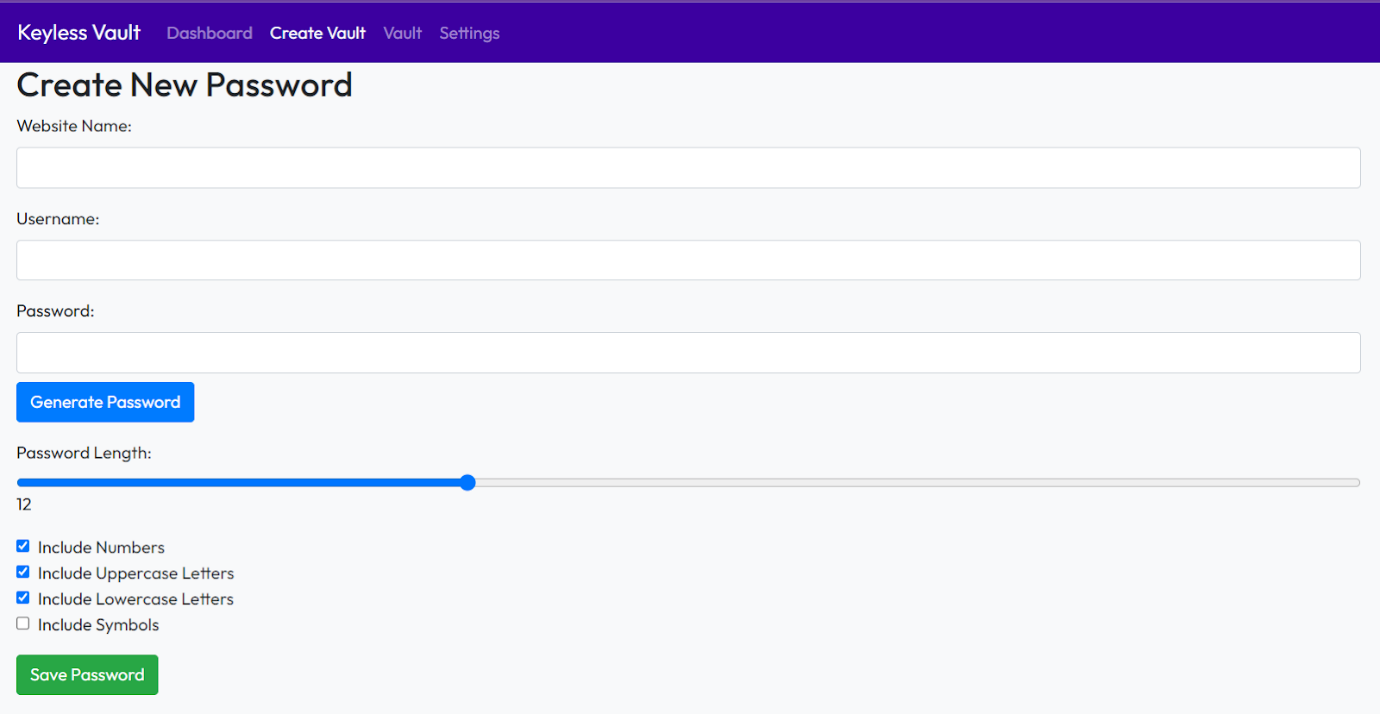 Keyless Vault Dashboard Create Vault Vault Settings
Create New Password
Website Name:
Username:
Password:
Generate Password
Password Length:
12
Include Numbers
Include Uppercase Letters
Include Lowercase Letters
Include Symbols
Save Password